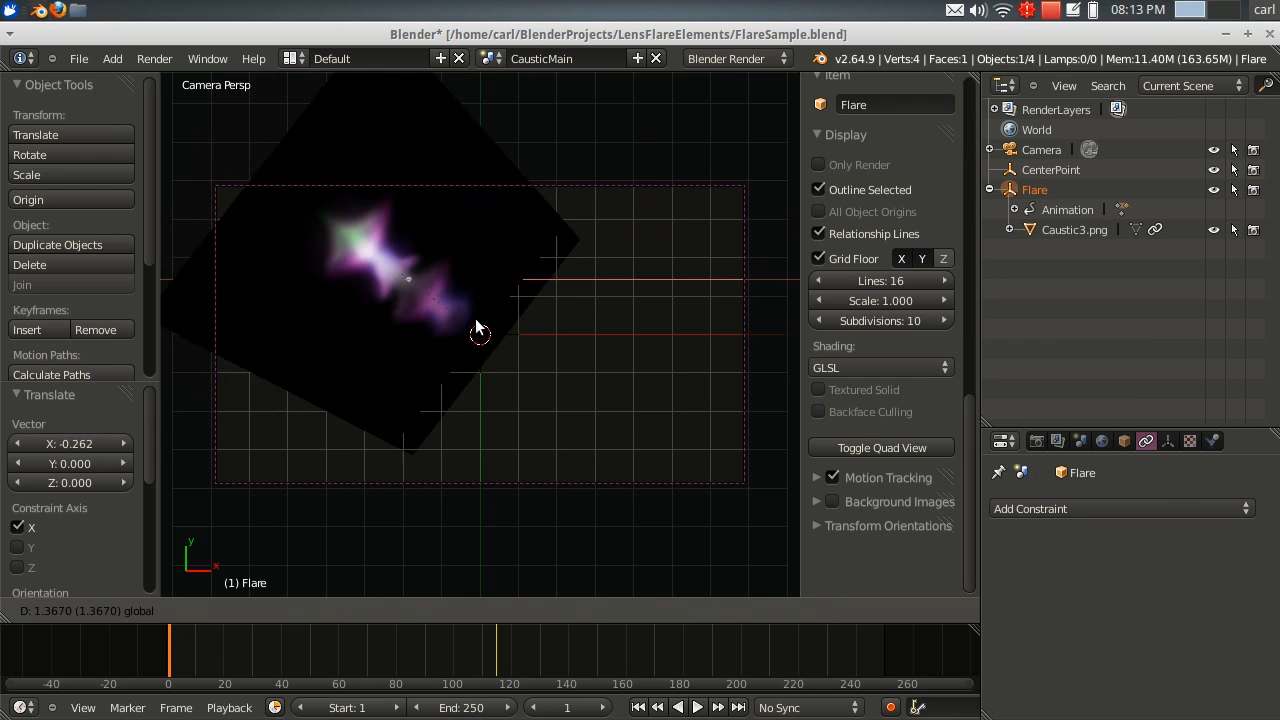 08:13 PM carl
Blender* [/home/carl/BlenderProjects/LensFlareElements/FlareSample.blend]
File Add Render Window Help Default CausticMain Blender Render v2.64.9 | Verts:4 | Faces:1 | Objects:1/4 | Lamps:0/0 | Mem:11.40M (163.65M) | Flare
Object Tools
Transform:
Translate
Rotate
Scale
Origin
Object:
Duplicate Objects
Delete
Join
Keyframes:
Insert Remove
Motion Paths:
Calculate Paths
Translate
Vector
X: -0.262
Y: 0.000
Z: 0.000
Constraint Axis
X
Y
Z
Orientation
Camera Persp
y
x
(1) Flare
D: 1.3670 (1.3670) global
Item
Flare
Display
Only Render
Outline Selected
All Object Origins
Relationship Lines
Grid Floor X Y Z
Lines: 16
Scale: 1.000
Subdivisions: 10
Shading:
GLSL
Textured Solid
Backface Culling
Toggle Quad View
Motion Tracking
Background Images
Transform Orientations
View Search Current Scene
RenderLayers |
World
Camera |
CenterPoint
Flare
Animation |
Caustic3.png |
Flare
Add Constraint
-40 -20 0 20 40 60 80 100 120 140 160 180 200 220 240 260
View Marker Frame Playback Start: 1 End: 250 1 No Sync